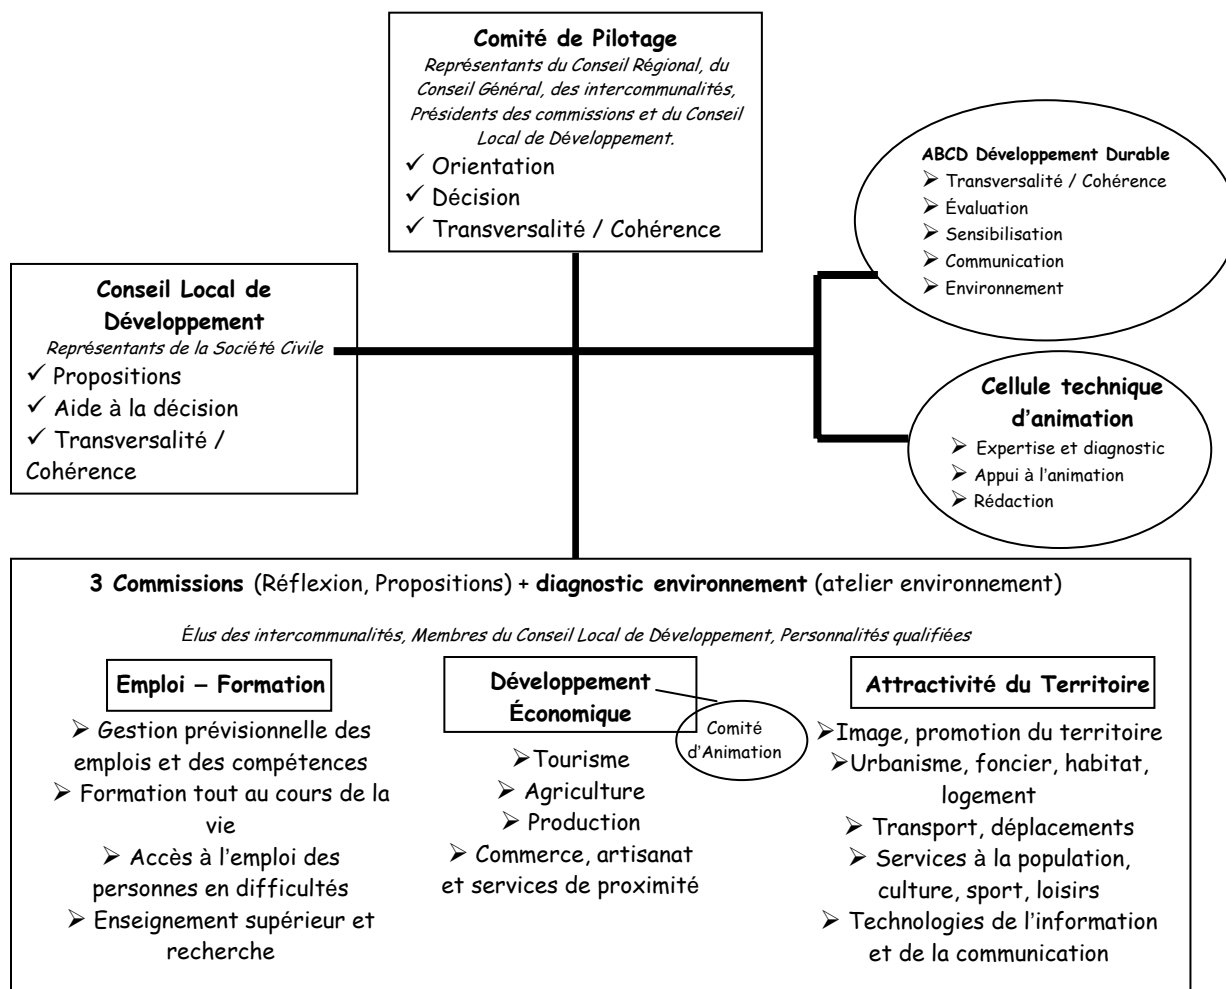 Comité de Pilotage
Représentants du Conseil Régional, du
Conseil Général, des intercommunalités,
Présidents des commissions et du Conseil
Local de Développement.
✓ Orientation
✓ Décision
✓ Transversalité / Cohérence
ABCD Développement Durable
➢ Transversalité / Cohérence
➢ Évaluation
➢ Sensibilisation
➢ Communication
➢ Environnement
Conseil Local de
Développement
Représentants de la Société Civile
✓ Propositions
✓ Aide à la décision
✓ Transversalité /
Cohérence
Cellule technique
d’animation
➢ Expertise et diagnostic
➢ Appui à l’animation
➢ Rédaction
3 Commissions (Réflexion, Propositions) + diagnostic environnement (atelier environnement)
Élus des intercommunalités, Membres du Conseil Local de Développement, Personnalités qualifiées
Emploi – Formation
➢ Gestion prévisionnelle des
emplois et des compétences
➢ Formation tout au cours de la
vie
➢ Accès à l’emploi des
personnes en difficultés
➢ Enseignement supérieur et
recherche
Développement
Économique
Comité
d’Animation
➢Tourisme
➢ Agriculture
➢ Production
➢ Commerce, artisanat
et services de proximité
Attractivité du Territoire
➢Image, promotion du territoire
➢Urbanisme, foncier, habitat,
logement
➢ Transport, déplacements
➢ Services à la population,
culture, sport, loisirs
➢ Technologies de l’information
et de la communication